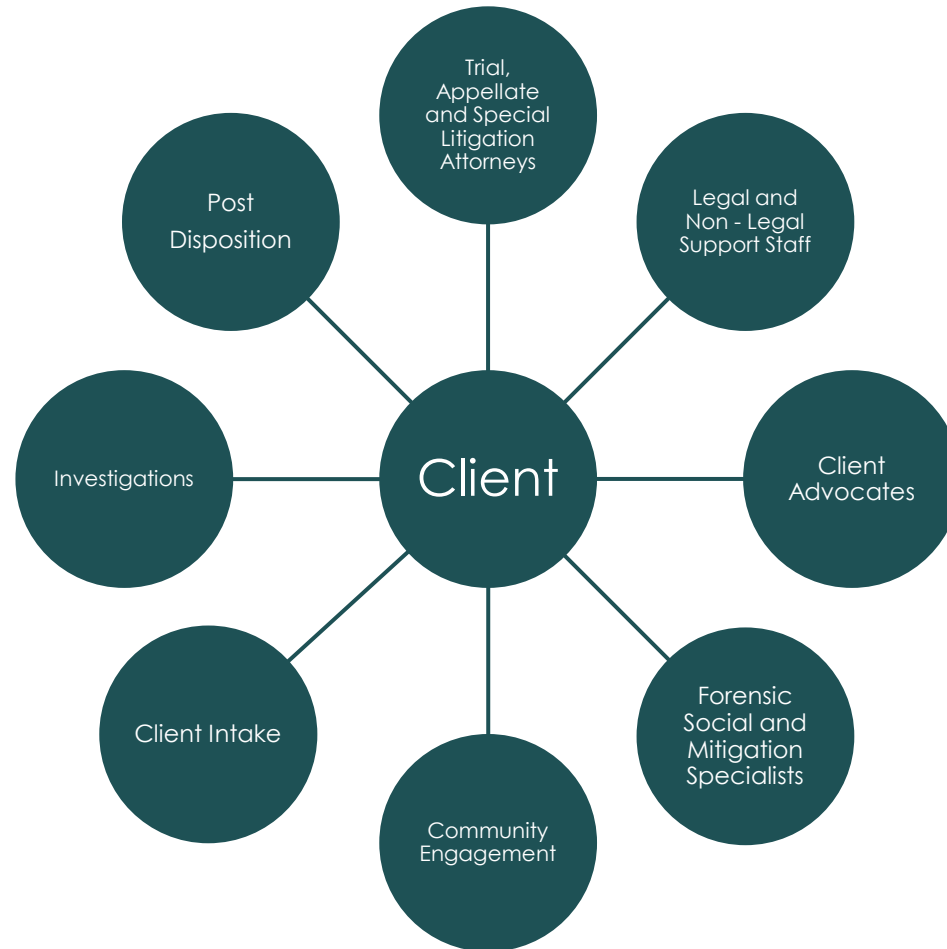 Trial,
Appellate
and Special
Litigation
Attorneys
Legal and
Non - Legal
Support Staff
Client
Advocates
Forensic
Social and
Mitigation
Specialists
Community
Engagement
Client Intake
Investigations
Post
Disposition
Client